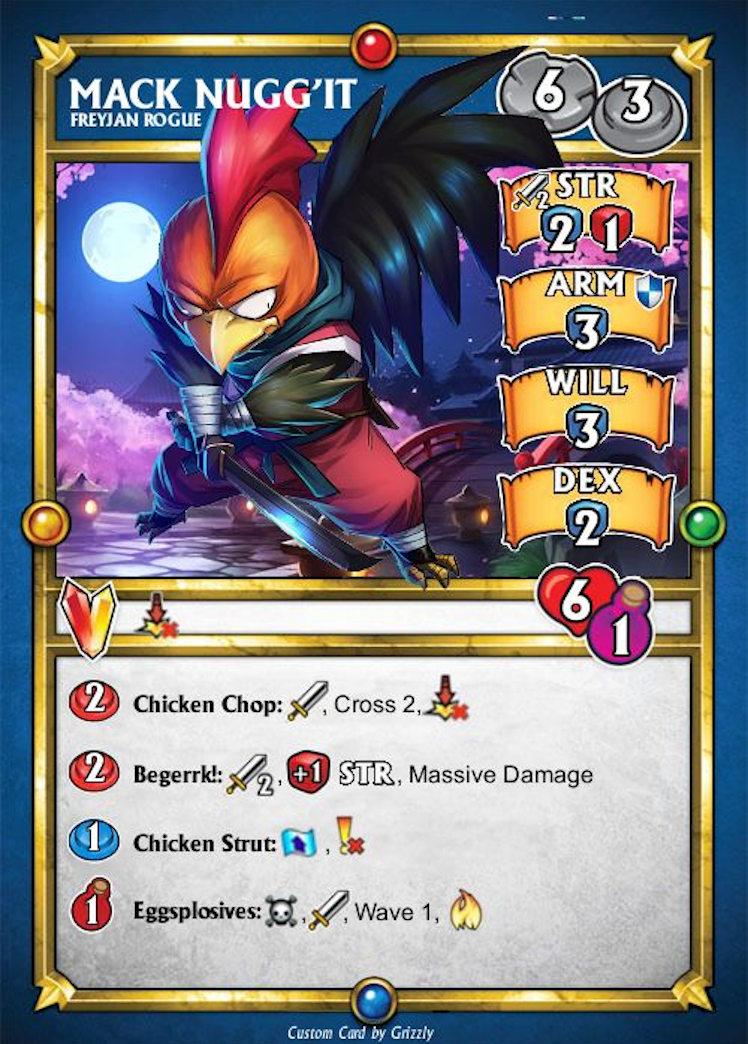 MACK NUGG'IT
FREYJAN ROGUE
6 3
2 STR
2 1
ARM
3
WILL
3
DEX
2
6 1
2 Chicken Chop: , Cross 2,
2 Begerrk!: 2 , +1 STR, Massive Damage
1 Chicken Strut: ,
1 Eggsplosives: , , Wave 1,
Custom Card by Grizzly